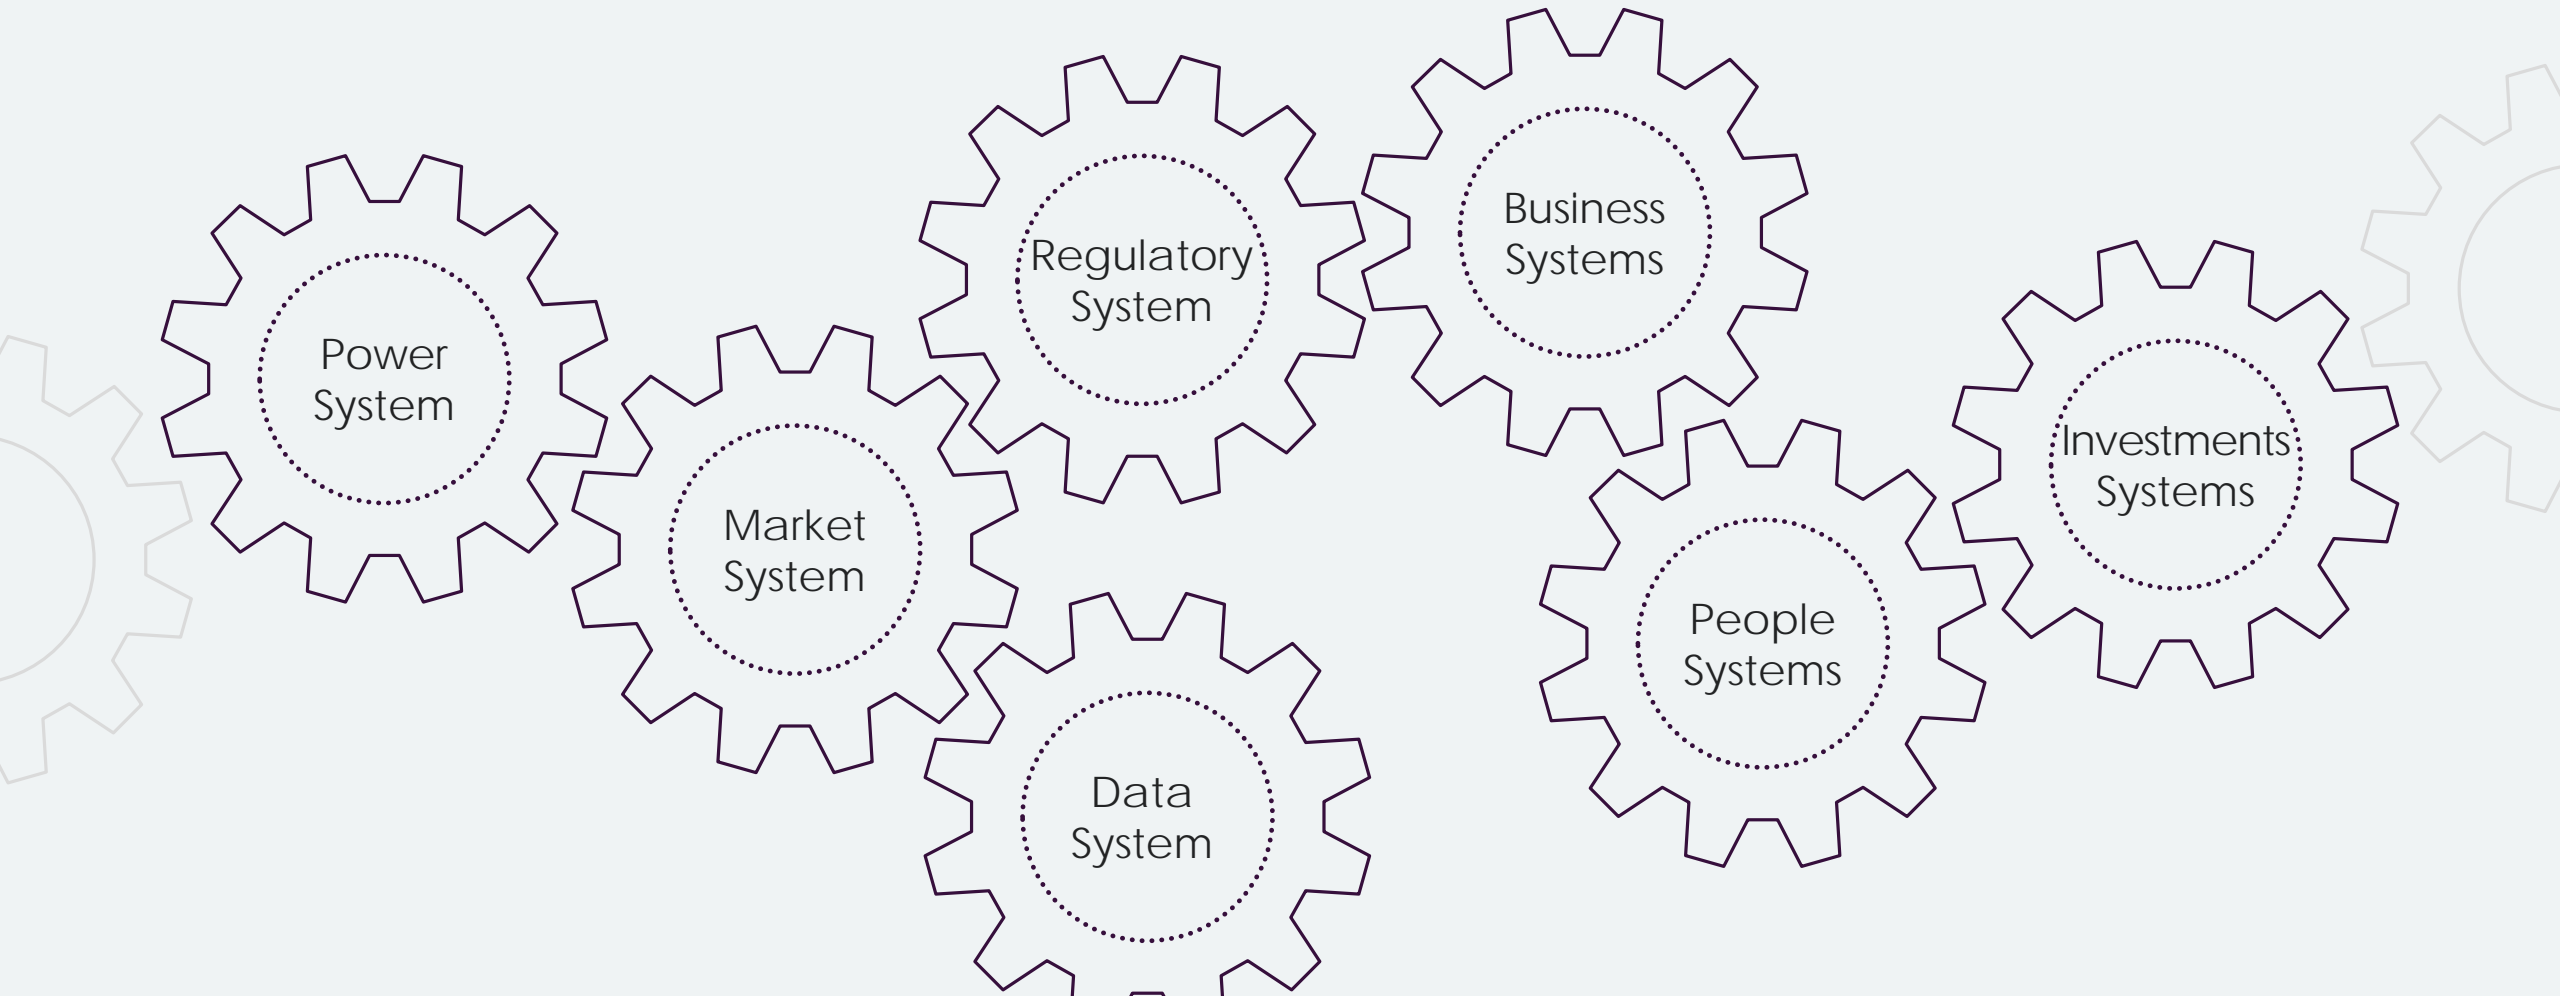 Power
System
Market
System
Regulatory
System
Data
System
Business
Systems
People
Systems
Investments
Systems